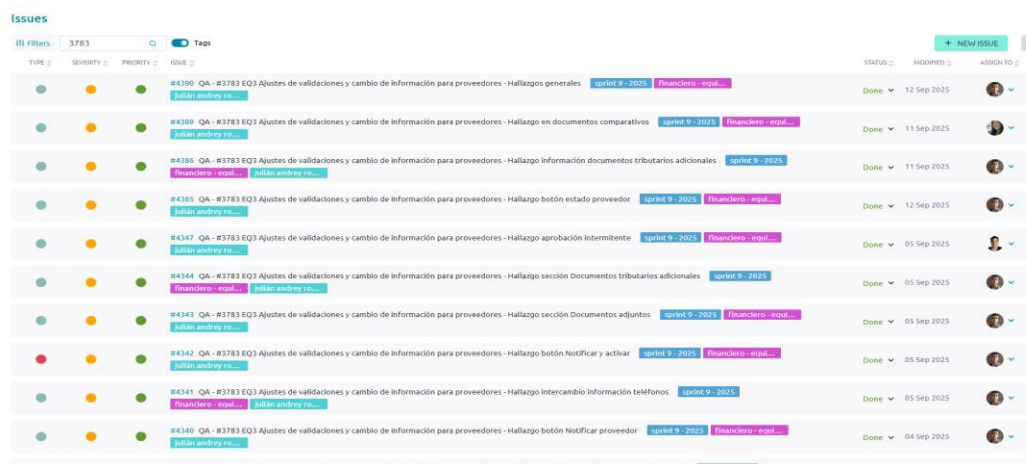 Issues
Filters 3783 Tags + NEW ISSUE
TYPE SEVERITY PRIORITY ISSUE STATUS MODIFIED ASSIGN TO
#4390 QA - #3783 EQ3 Ajustes de validaciones y cambio de información para proveedores - Hallazgos generales sprint 9 - 2025 financiero - equi...
julián andrey ro...
Done 12 Sep 2025
#4389 QA - #3783 EQ3 Ajustes de validaciones y cambio de información para proveedores - Hallazgo en documentos comparativos sprint 9 - 2025 financiero - equi...
julián andrey ro...
Done 11 Sep 2025
#4386 QA - #3783 EQ3 Ajustes de validaciones y cambio de información para proveedores - Hallazgo información documentos tributarios adicionales sprint 9 - 2025
financiero - equi... julián andrey ro...
Done 11 Sep 2025
#4385 QA - #3783 EQ3 Ajustes de validaciones y cambio de información para proveedores - Hallazgo botón estado proveedor sprint 9 - 2025 financiero - equi...
julián andrey ro...
Done 12 Sep 2025
#4347 QA - #3783 EQ3 Ajustes de validaciones y cambio de información para proveedores - Hallazgo aprobación intermitente sprint 9 - 2025 financiero - equi...
julián andrey ro...
Done 05 Sep 2025
#4344 QA - #3783 EQ3 Ajustes de validaciones y cambio de información para proveedores - Hallazgo sección Documentos tributarios adicionales sprint 9 - 2025
financiero - equi... julián andrey ro...
Done 05 Sep 2025
#4343 QA - #3783 EQ3 Ajustes de validaciones y cambio de información para proveedores - Hallazgo sección Documentos adjuntos sprint 9 - 2025 financiero - equi...
julián andrey ro...
Done 05 Sep 2025
#4342 QA - #3783 EQ3 Ajustes de validaciones y cambio de información para proveedores - Hallazgo botón Notificar y activar sprint 9 - 2025 financiero - equi...
julián andrey ro...
Done 05 Sep 2025
#4341 QA - #3783 EQ3 Ajustes de validaciones y cambio de información para proveedores - Hallazgo intercambio información teléfonos sprint 9 - 2025
financiero - equi... julián andrey ro...
Done 05 Sep 2025
#4340 QA - #3783 EQ3 Ajustes de validaciones y cambio de información para proveedores - Hallazgo botón Notificar proveedor sprint 9 - 2025 financiero - equi...
julián andrey ro...
Done 04 Sep 2025